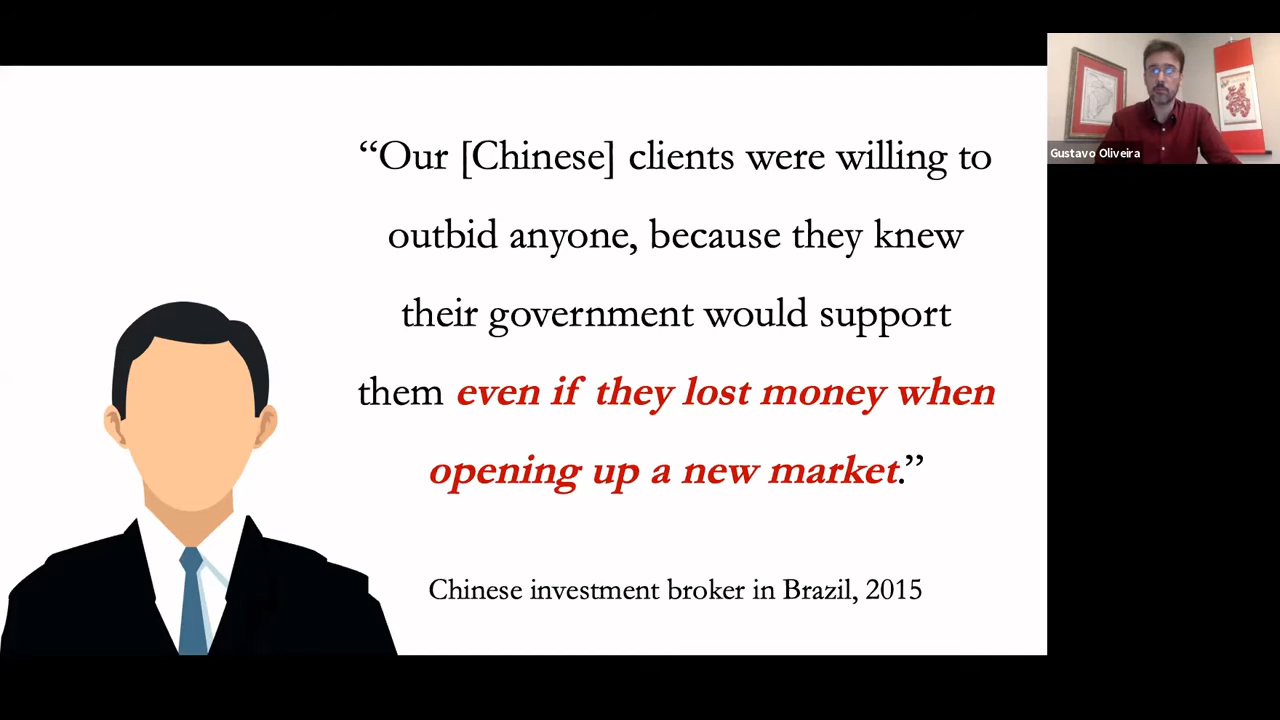 “Our [Chinese] clients were willing to
outbid anyone, because they knew
their government would support
them even if they lost money when
opening up a new market.”
Chinese investment broker in Brazil, 2015
Gustavo Oliveira